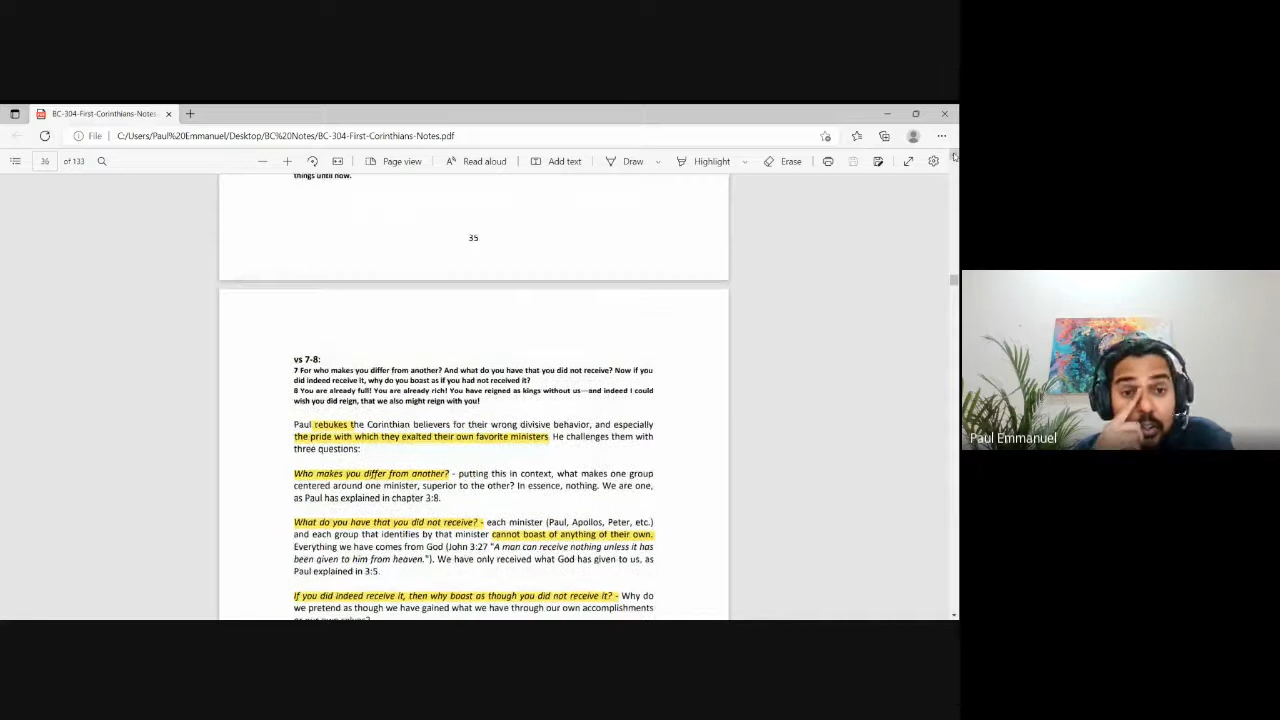 BC-304-First-Corinthians-Notes.
File
C:/Users/Paul%20Emmanuel/Desktop/BC%20Notes/BC-304-First-Corinthians-Notes.pdf
36 of 133
Page view
Read aloud
Add text
Draw
Highlight
Erase
things until now.
35
vs 7-8:
7 For who makes you differ from another? And what do you have that you did not receive? Now if you
did indeed receive it, why do you boast as if you had not received it?
8 You are already full! You are already rich! You have reigned as kings without us—and indeed I could
wish you did reign, that we also might reign with you!
Paul rebukes the Corinthian believers for their wrong divisive behavior, and especially
the pride with which they exalted their own favorite ministers. He challenges them with
three questions:
Who makes you differ from another? - putting this in context, what makes one group
centered around one minister, superior to the other? In essence, nothing. We are one,
as Paul has explained in chapter 3:8.
What do you have that you did not receive? - each minister (Paul, Apollos, Peter, etc.)
and each group that identifies by that minister cannot boast of anything of their own.
Everything we have comes from God (John 3:27 "A man can receive nothing unless it has
been given to him from heaven."). We have only received what God has given to us, as
Paul explained in 3:5.
If you did indeed receive it, then why boast as though you did not receive it? - Why do
we pretend as though we have gained what we have through our own accomplishments
Paul Emmanuel